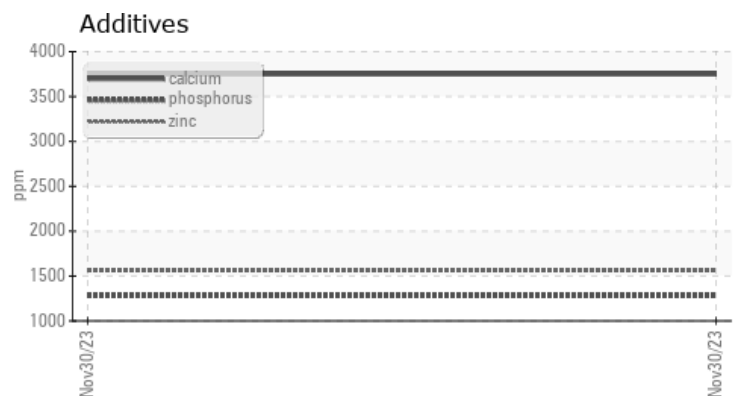 Additives
4000
3500
3000
2500
2000
1500
1000
ppm
calcium
phosphorus
zinc
Nov30/23
Nov30/23